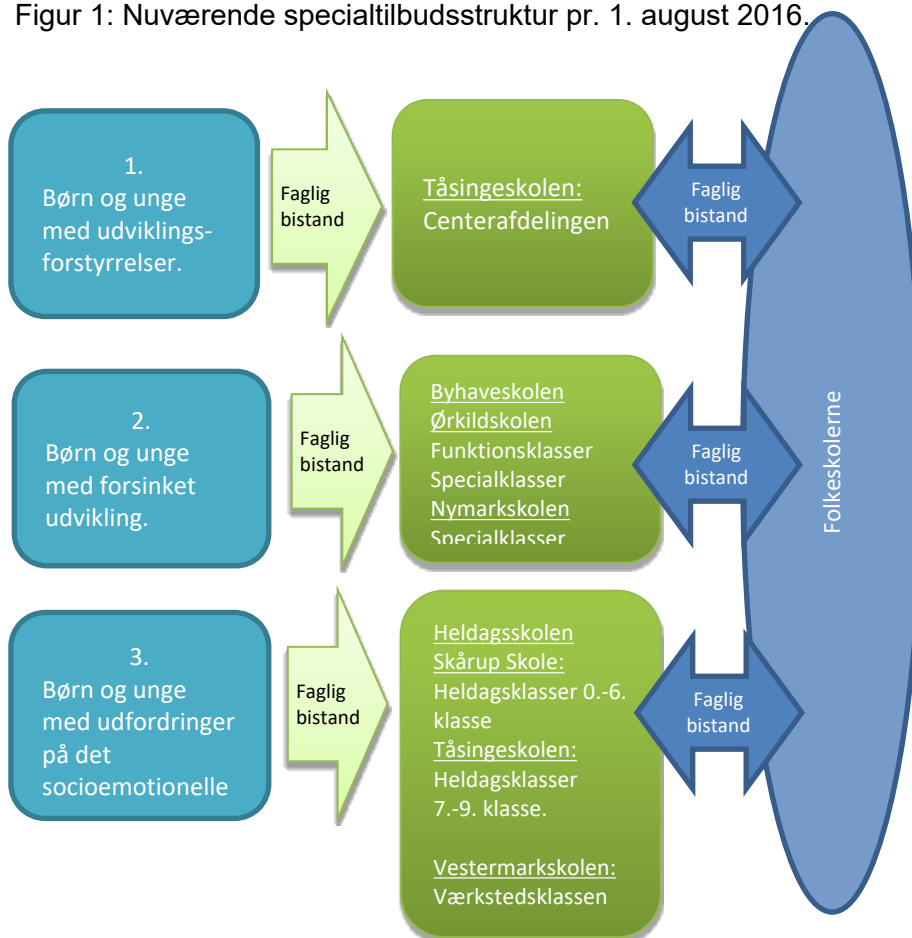 Figur 1: Nuværende specialtilbudsstruktur pr. 1. august 2016.
1.
Børn og unge
med udviklings-
forstyrrelser.
Faglig
bistand
Tåsingeskolen:
Centerafdelingen
Faglig
bistand
2.
Børn og unge
med forsinket
udvikling.
Faglig
bistand
Byhaveskolen
Ørkildskolen
Funktionsklasser
Specialklasser
Nymarkskolen
Specialklasser
Faglig
bistand
3.
Børn og unge
med udfordringer
på det
socioemotionelle
Faglig
bistand
Heldagsskolen
Skårup Skole:
Heldagsklasser 0.-6.
klasse
Tåsingeskolen:
Heldagsklasser
7.-9. klasse.
Vestermarkskolen:
Værkstedsklassen
Faglig
bistand
Folkeskolerne